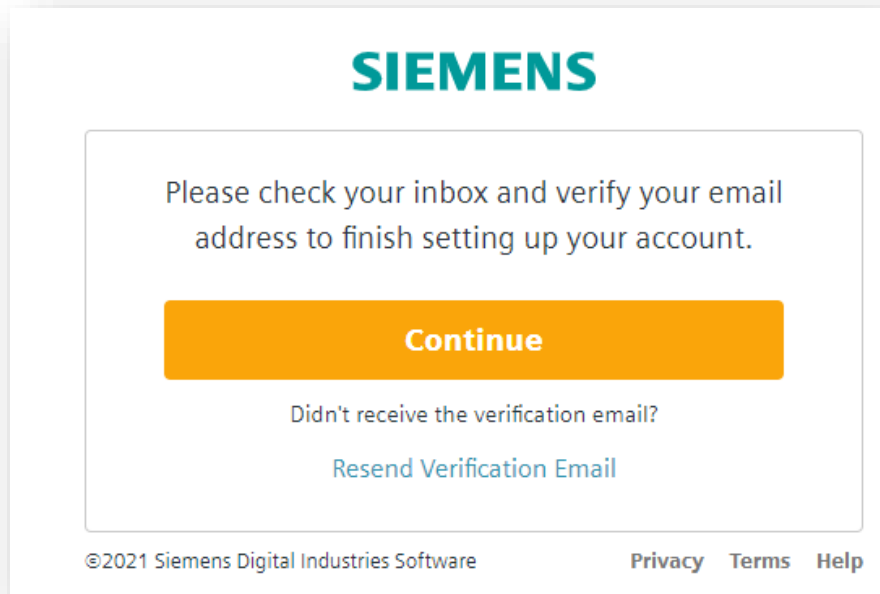 SIEMENS
Please check your inbox and verify your email
address to finish setting up your account.
Continue
Didn't receive the verification email?
Resend Verification Email
©2021 Siemens Digital Industries Software Privacy Terms Help